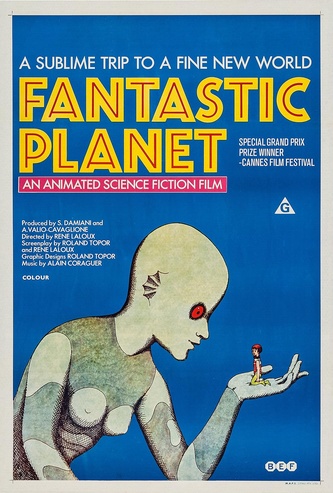 A SUBLIME TRIP TO A FINE NEW WORLD
FANTASTIC
PLANET
SPECIAL GRAND PRIX
PRIZE WINNER
-CANNES FILM FESTIVAL
AN ANIMATED SCIENCE FICTION FILM
G
Produced by S. DAMIANI and
A.VALIO-CAVAGLIONE
Directed by RENE LALOUX
Screenplay by ROLAND TOPOR
and RENE LALOUX
Graphic Designs ROLAND TOPOR
Music by ALAIN CORAGUER
COLOUR
BEF